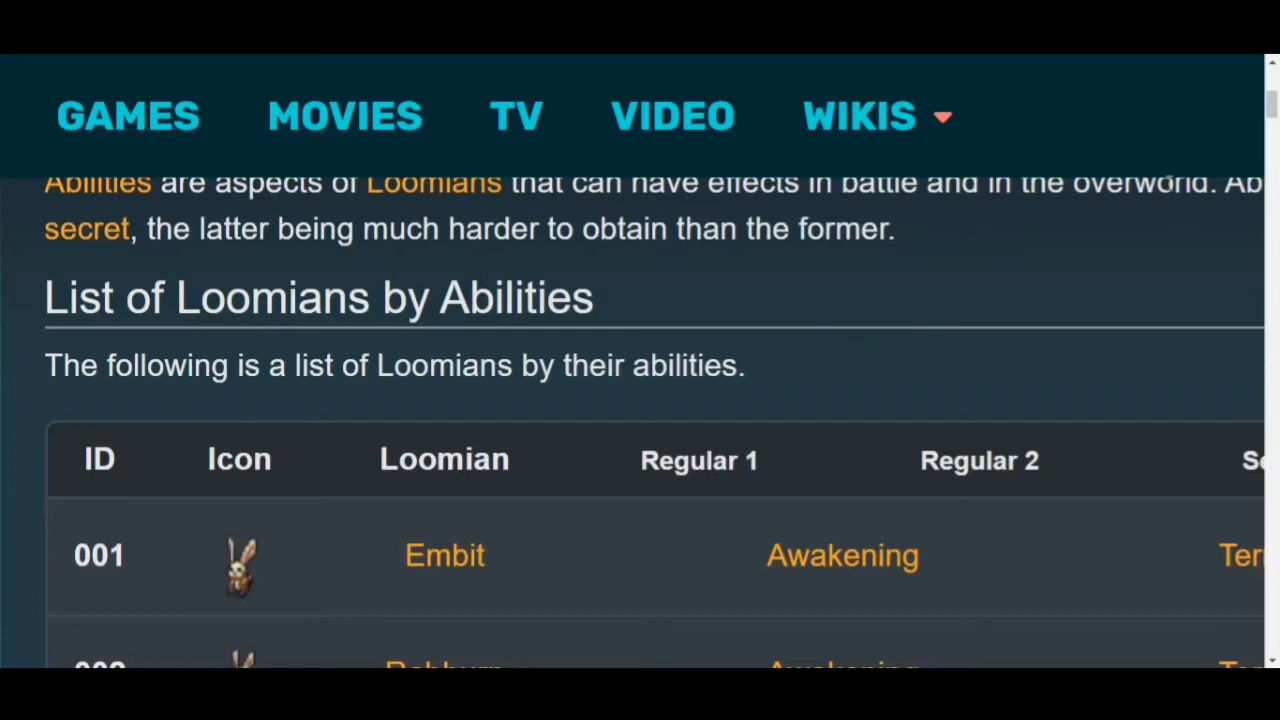 GAMES MOVIES TV VIDEO WIKIS
Abilities are aspects of Loomians that can have effects in battle and in the overworld. Ab
secret, the latter being much harder to obtain than the former.
List of Loomians by Abilities
The following is a list of Loomians by their abilities.
ID Icon Loomian Regular 1 Regular 2
001 Embit Awakening